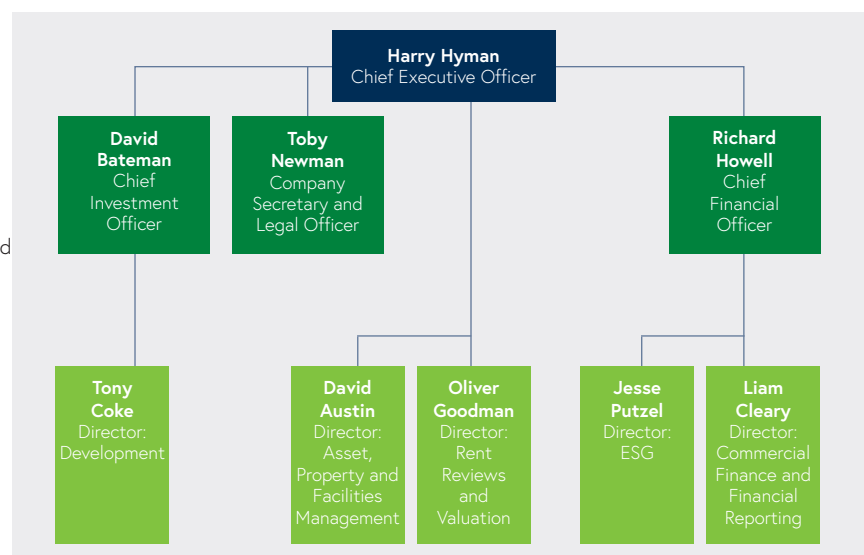 Harry Hyman
Chief Executive Officer
David
Bateman
Chief
Investment
Officer
Toby
Newman
Company
Secretary and
Legal Officer
Richard
Howell
Chief
Financial
Officer
d
Tony
Coke
Director:
Development
David
Austin
Director:
Asset,
Property and
Facilities
Management
Oliver
Goodman
Director:
Rent
Reviews
and
Valuation
Jesse
Putzel
Director:
ESG
Liam
Cleary
Director:
Commercial
Finance and
Financial
Reporting